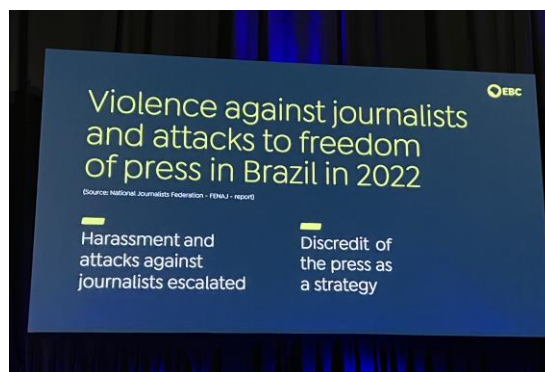 EBC
Violence against journalists
and attacks to freedom
of press in Brazil in 2022
(Source: National Journalists Federation - FENAJ - report)
Harassment and
attacks against
journalists escalated
Discredit of
the press as
a strategy